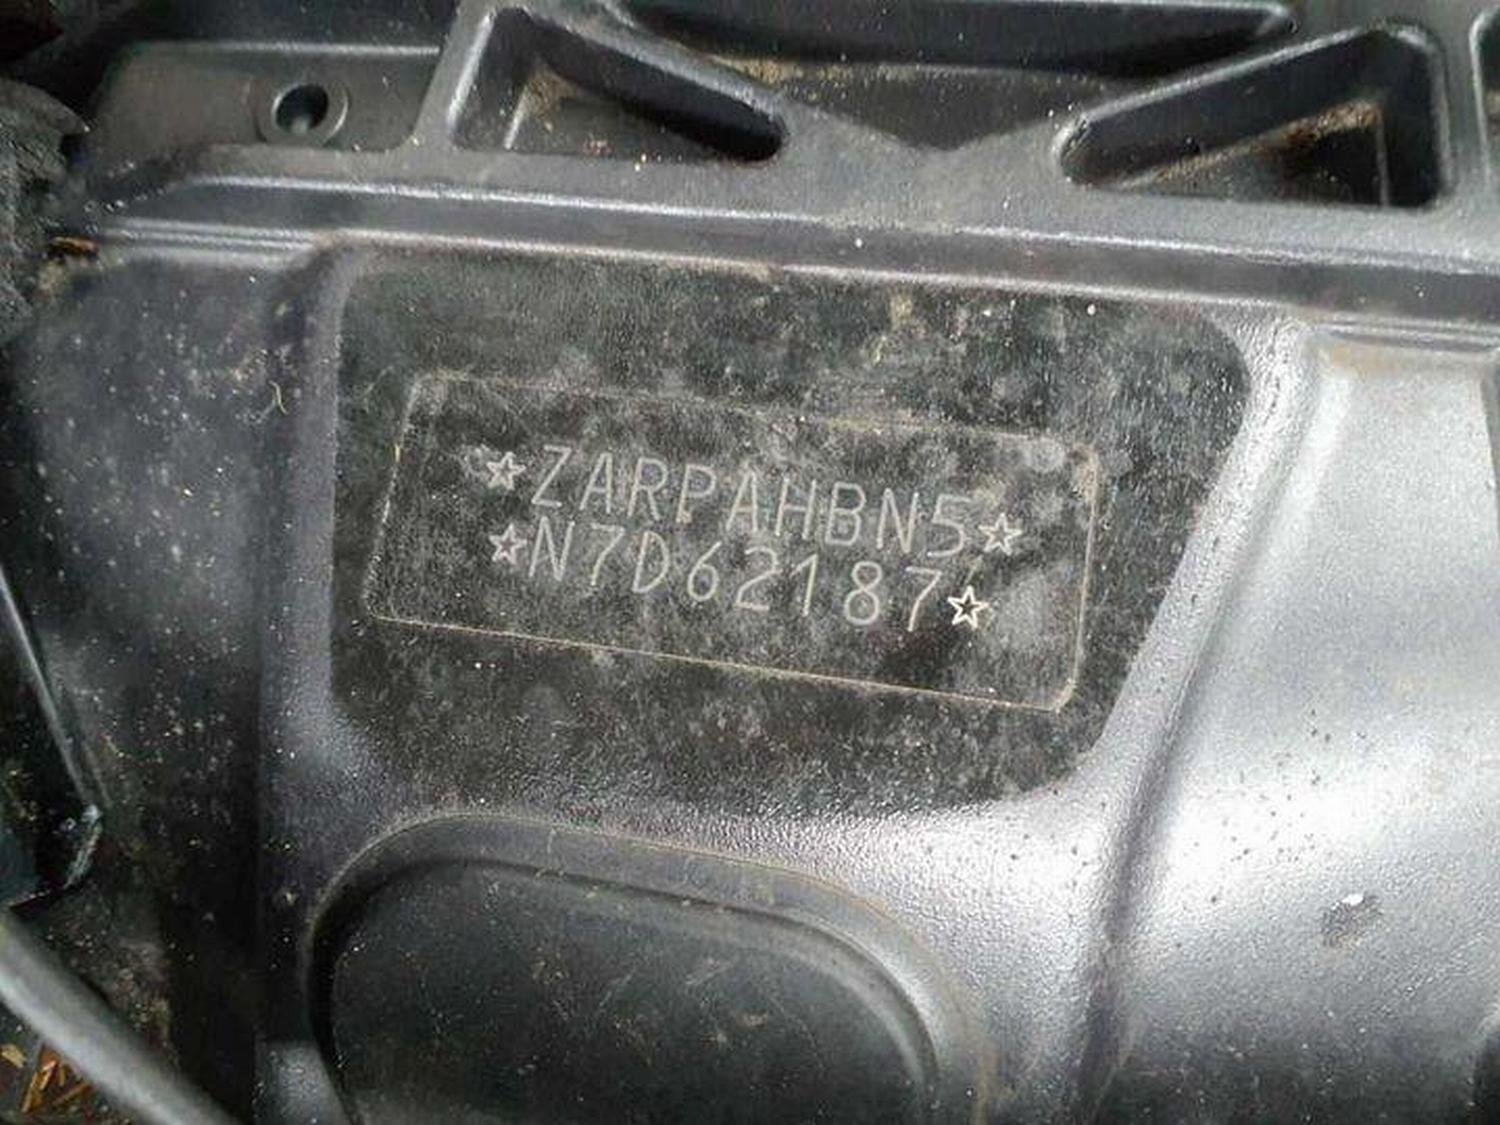 ☆ZARPAHBN5☆
☆N7D62187☆